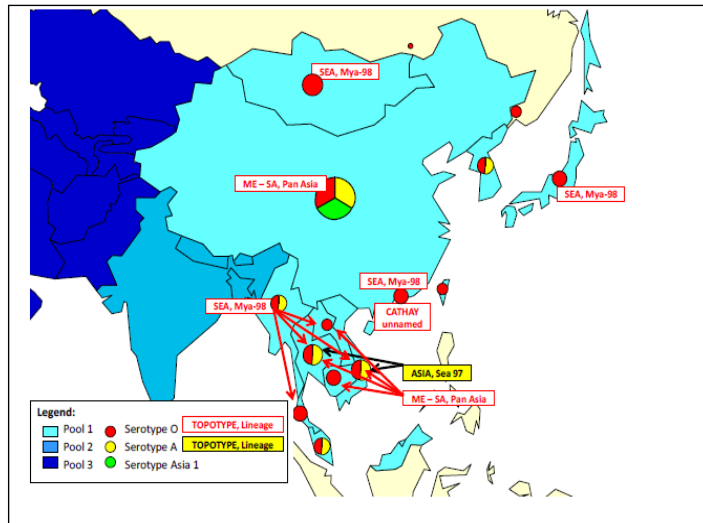 SEA, Mya-98
ME – SA, Pan Asia
SEA, Mya-98
SEA, Mya-98
SEA, Mya-98
CATHAY
unnamed
ASIA, Sea 97
ME – SA, Pan Asia
Legend:
Pool 1 Serotype O TOPOTYPE, Lineage
Pool 2 Serotype A TOPOTYPE, Lineage
Pool 3 Serotype Asia 1